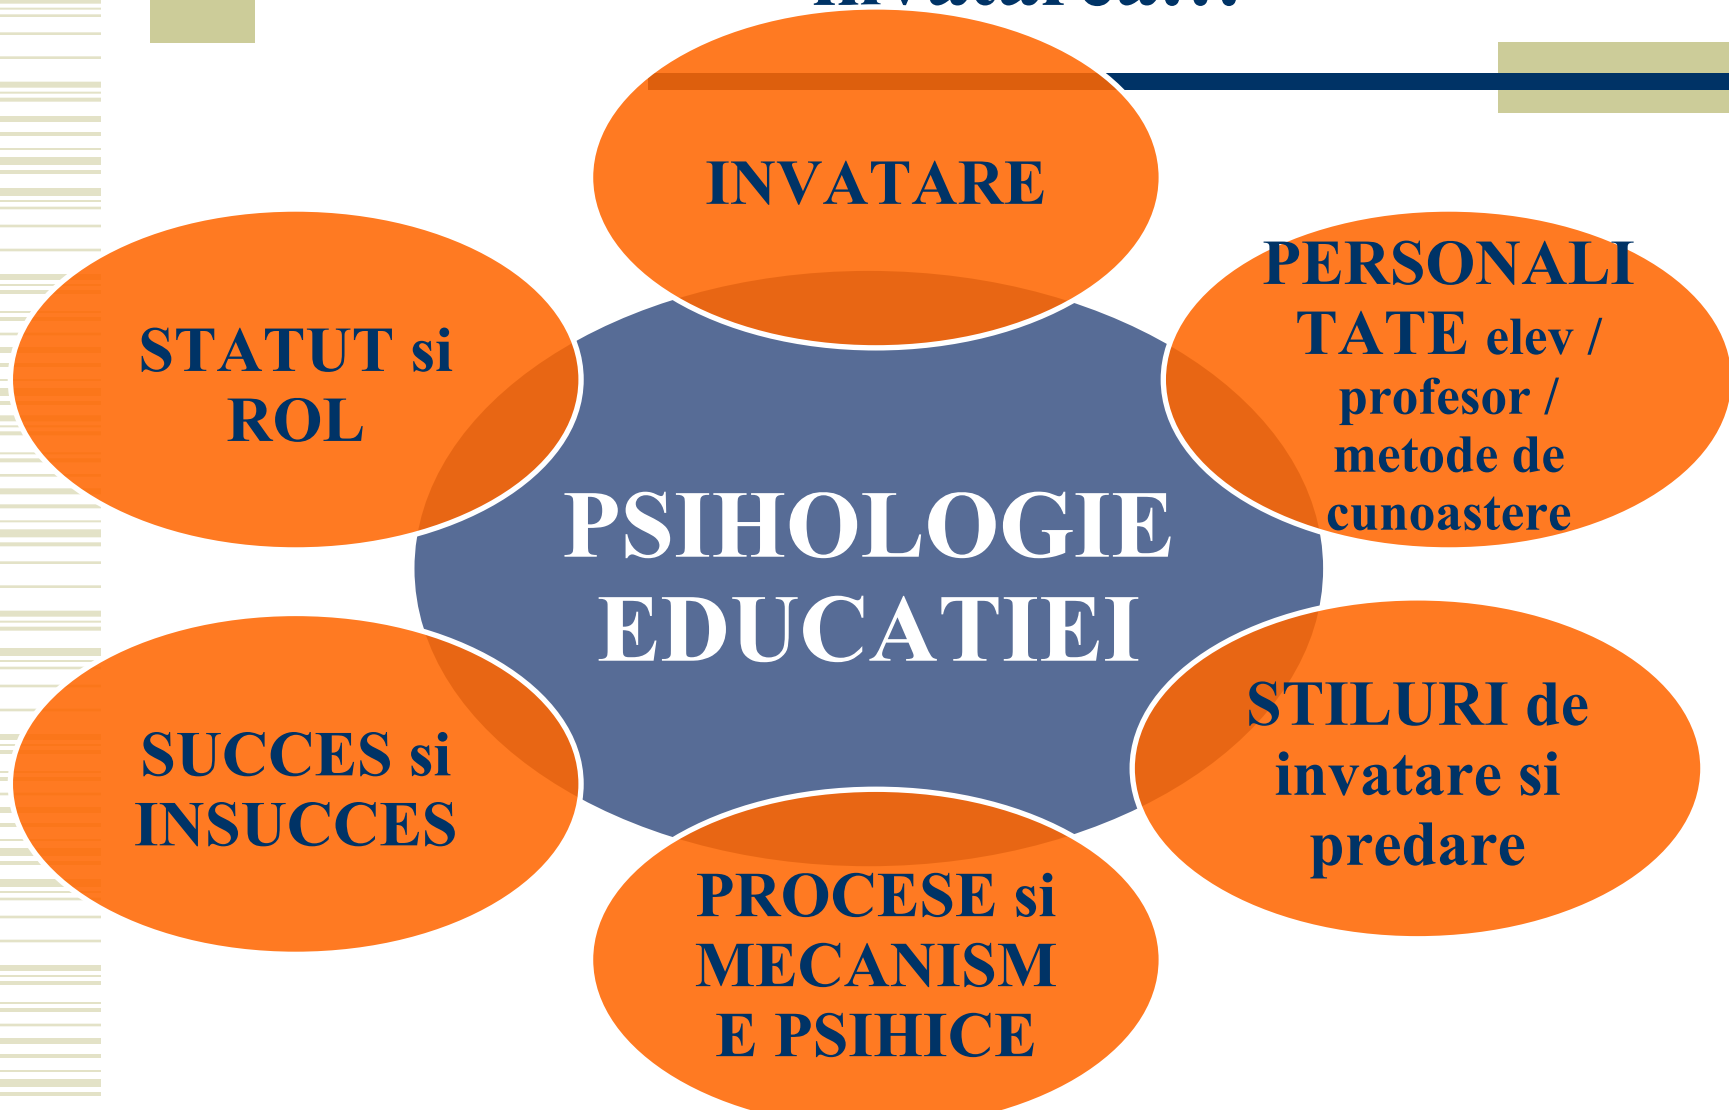 INVATARE
PERSONALI
TATE elev /
profesor /
metode de
cunoastere
STATUT si
ROL
PSIHOLOGIE
EDUCATIEI
STILURI de
invatare si
predare
SUCCES si
INSUCCES
PROCESE si
MECANISM
E PSIHICE